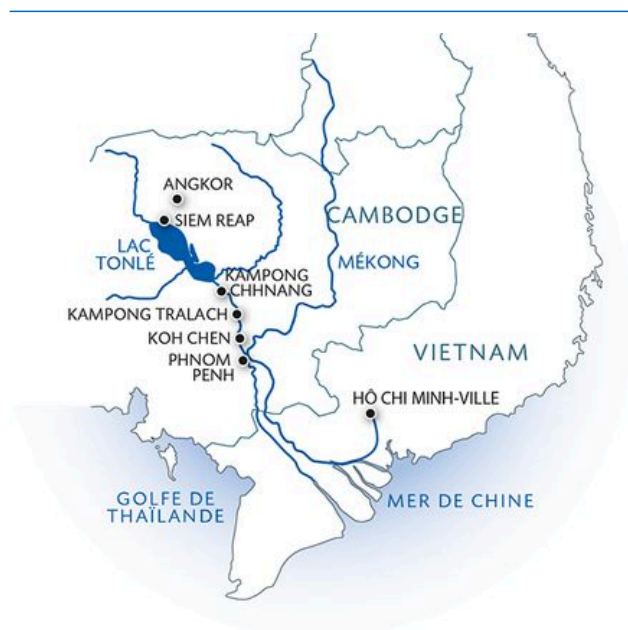 ANGKOR
SIEM REAP
CAMBODGE
LAC
TONLÉ
MÉKONG
KAMPONG
CHHNANG
KAMPONG TRALACH
KOH CHEN
PHNOM
PENH
VIETNAM
HÔ CHI MINH-VILLE
GOLFE DE
THAÏLANDE
MER DE CHINE